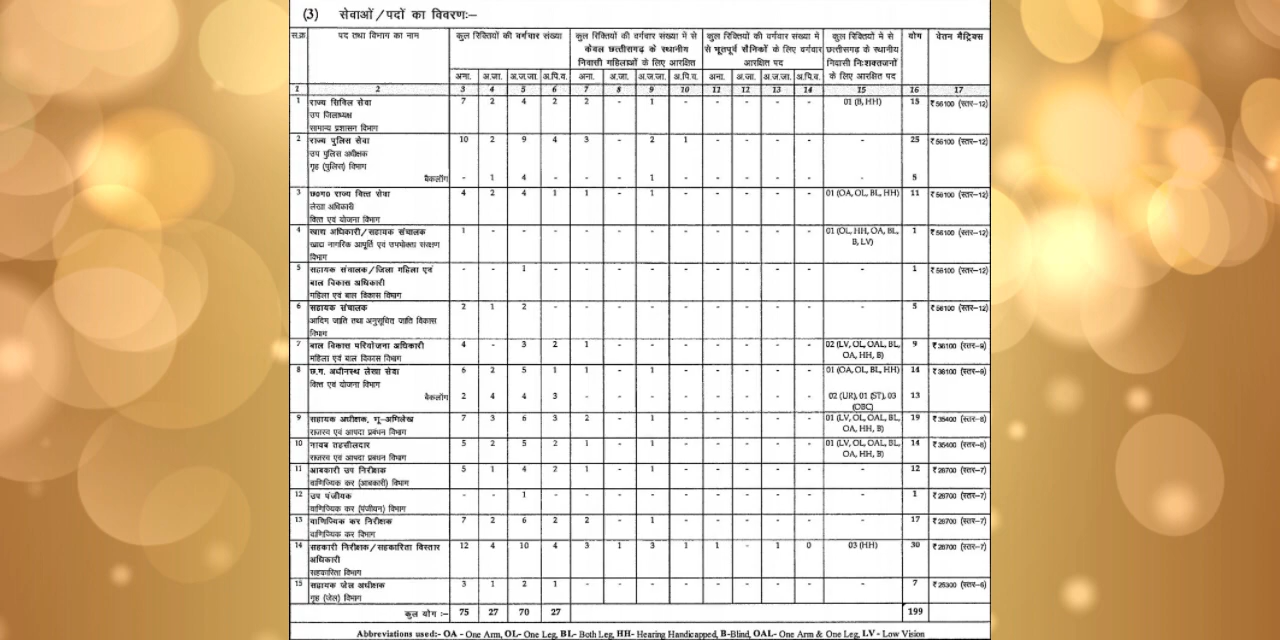 (3) सेवाओं/पदों का विवरणः–
स.क्र. पद तथा विभाग का नाम कुल रिक्तियों की वर्गवार संख्या कुल रिक्तियों की वर्गवार संख्या में से केवल छत्तीसगढ़ के स्थानीय निवासी महिलाओं के लिए आरक्षित कुल रिक्तियों की वर्गवार संख्या में से भूतपूर्व सैनिकों के लिए वर्गवार आरक्षित पद कुल रिक्तियों में से छत्तीसगढ़ के स्थानीय निवासी निःशक्तजनों के लिए आरक्षित पद योग वेतन मैट्रिक्स
अना. अ.जा. अ.ज.जा. अ.पि.व. अना. अ.जा. अ.ज.जा. अ.पि.व. अना. अ.जा. अ.ज.जा. अ.पि.व.
1 2 3 4 5 6 7 8 9 10 11 12 13 14 15 16 17
1 राज्य सिविल सेवा 7 2 4 2 2 - 1 - - - - - 01 (B, HH) 15 ₹56100 (स्तर–12)
उप जिलाध्यक्ष
सामान्य प्रशासन विभाग
2 राज्य पुलिस सेवा 10 2 9 4 3 - 2 1 - - - - - 25 ₹56100 (स्तर–12)
उप पुलिस अधीक्षक
गृह (पुलिस) विभाग
बैकलॉग - 1 4 - - - 1 - - - - - - 5
3 छ0ग0 राज्य वित्त सेवा 4 2 4 1 1 - 1 - - - - - 01 (OA, OL, BL, HH) 11 ₹56100 (स्तर–12)
लेखा अधिकारी
वित्त एवं योजना विभाग
4 खाद्य अधिकारी/सहायक संचालक 1 - - - - - - - - - - - 01 (OL, HH, OA, BL, 1 ₹56100 (स्तर–12)
खाद्य नागरिक आपूर्ति एवं उपभोक्ता संरक्षण B, LV)
विभाग
5 सहायक संचालक/जिला महिला एवं - - 1 - - - - - - - - - - 1 ₹56100 (स्तर–12)
बाल विकास अधिकारी
महिला एवं बाल विकास विभाग
6 सहायक संचालक 2 1 2 - - - - - - - - - - 5 ₹56100 (स्तर–12)
आदिम जाति तथा अनुसूचित जाति विकास
विभाग
7 बाल विकास परियोजना अधिकारी 4 - 3 2 1 - - - - - - - 02 (LV, OL, OAL, BL, 9 ₹38100 (स्तर–9)
महिला एवं बाल विकास विभाग OA, HH, B)
8 छ.ग. अधीनस्थ लेखा सेवा 6 2 5 1 1 - 1 - - - - - 01 (OA, OL, BL, HH) 14 ₹38100 (स्तर–9)
वित्त एवं योजना विभाग
बैकलॉग 2 4 4 3 - - - - - - - - 02 (UR), 01 (ST), 03 13
(OBC)
9 सहायक अधीक्षक, भू–अभिलेख 7 3 6 3 2 - 1 - - - - - 01 (LV, OL, OAL, BL, 19 ₹35400 (स्तर–8)
राजस्व एवं आपदा प्रबंधन विभाग OA, HH, B)
10 नायब तहसीलदार 5 2 5 2 1 - 1 - - - - - 01 (LV, OL, OAL, BL, 14 ₹35400 (स्तर–8)
राजस्व एवं आपदा प्रबंधन विभाग OA, HH, B)
11 आबकारी उप निरीक्षक 5 1 4 2 1 - 1 - - - - - - 12 ₹28700 (स्तर–7)
वाणिज्यिक कर (आबकारी) विभाग
12 उप पंजीयक - - 1 - - - - - - - - - - 1 ₹28700 (स्तर–7)
वाणिज्यिक कर (पंजीयन) विभाग
13 वाणिज्यिक कर निरीक्षक 7 2 6 2 2 - 1 - - - - - - 17 ₹28700 (स्तर–7)
वाणिज्यिक कर विभाग
14 सहकारी निरीक्षक/सहकारिता विस्तार 12 4 10 4 3 1 3 1 1 - 1 0 03 (HH) 30 ₹28700 (स्तर–7)
अधिकारी
सहकारिता विभाग
15 सहायक जेल अधीक्षक 3 1 2 1 - - - - - - - - - 7 ₹25300 (स्तर–6)
गृह (जेल) विभाग
कुल योग :– 75 27 70 27 199
Abbreviations used:- OA - One Arm, OL- One Leg, BL- Both Leg, HH- Hearing Handicapped, B-Blind, OAL- One Arm & One Leg, LV - Low Vision